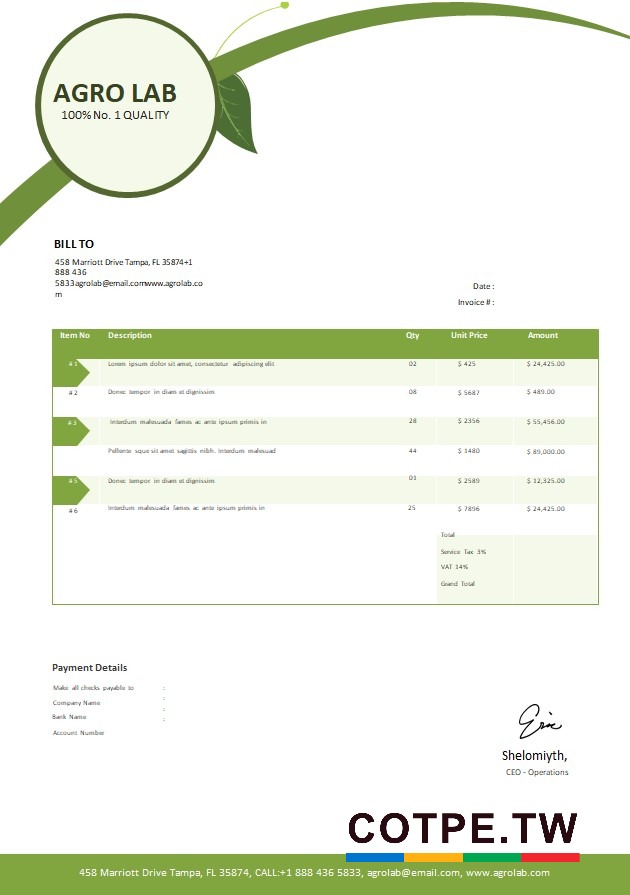 AGRO LAB
100% No. 1 QUALITY
BILL TO
458 Marriott Drive Tampa, FL 35874+1
888 436
5833agrolab@email.comwww.agrolab.co
m
Date :
Invoice # :
Item No Description Qty Unit Price Amount
# 1 Lorem ipsum dolor sit amet, consectetur adipiscing elit 02 $ 425 $ 24,425.00
# 2 Donec tempor in diam et dignissim 08 $ 5687 $ 489.00
# 3 Interdum malesuada fames ac ante ipsum primis in 28 $ 2356 $ 55,456.00
Pellente sque sit amet sagittis nibh. Interdum malesuad 44 $ 1480 $ 89,000.00
# 5 Donec tempor in diam et dignissim 01 $ 2589 $ 12,325.00
# 6 Interdum malesuada fames ac ante ipsum primis in 25 $ 7896 $ 24,425.00
Total
Service Tax 3%
VAT 14%
Grand Total
Payment Details
Make all checks payable to :
Company Name :
Bank Name :
Account Number :
Eric
Shelomiyth,
CEO - Operations
COTPE.TW
458 Marriott Drive Tampa, FL 35874, CALL:+1 888 436 5833, agrolab@email.com, www.agrolab.com